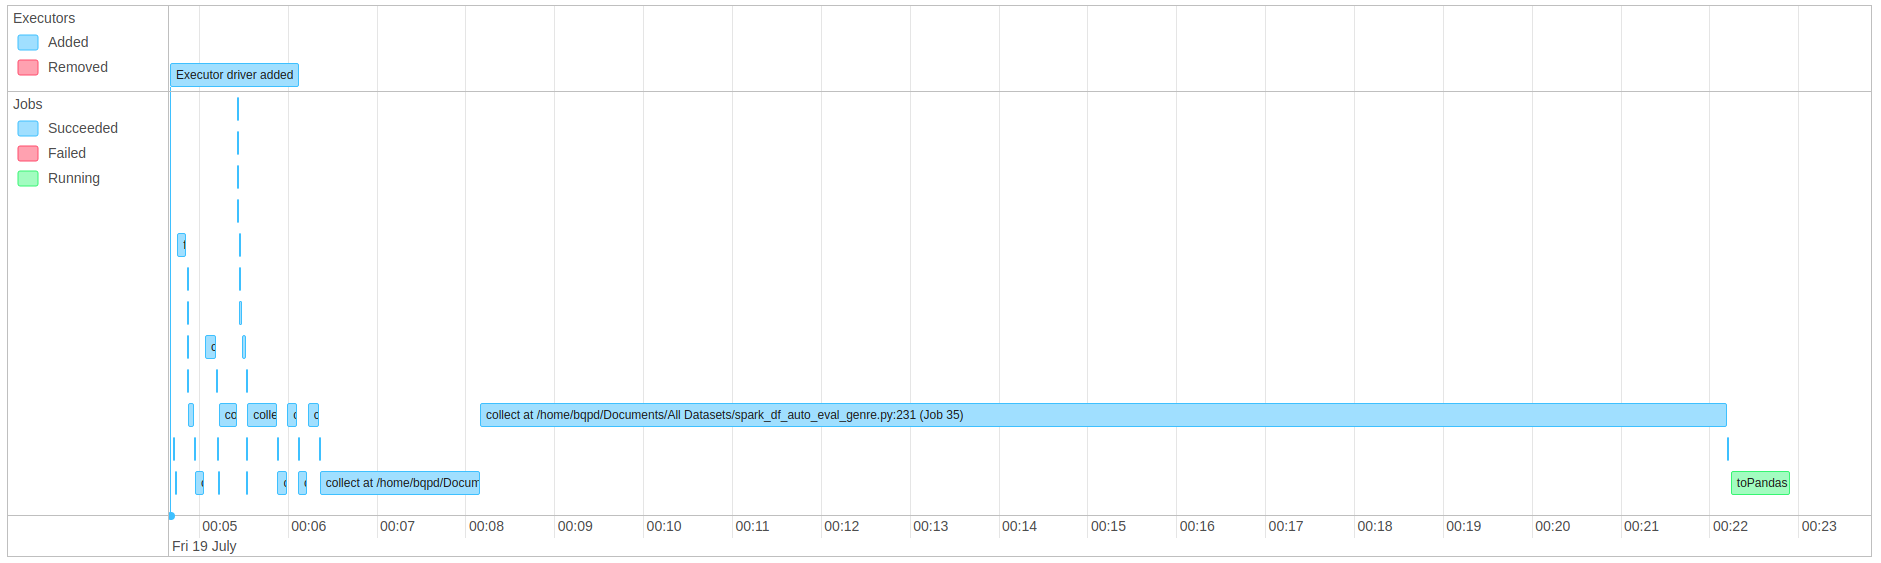 Executors
Added
Removed
Executor driver added
Jobs
Succeeded
Failed
Running
co
colle
collect at /home/bqpd/Documents/All Datasets/spark_df_auto_eval_genre.py:231 (Job 35)
collect at /home/bqpd/Docum
toPandas
00:05 00:06 00:07 00:08 00:09 00:10 00:11 00:12 00:13 00:14 00:15 00:16 00:17 00:18 00:19 00:20 00:21 00:22 00:23
Fri 19 July